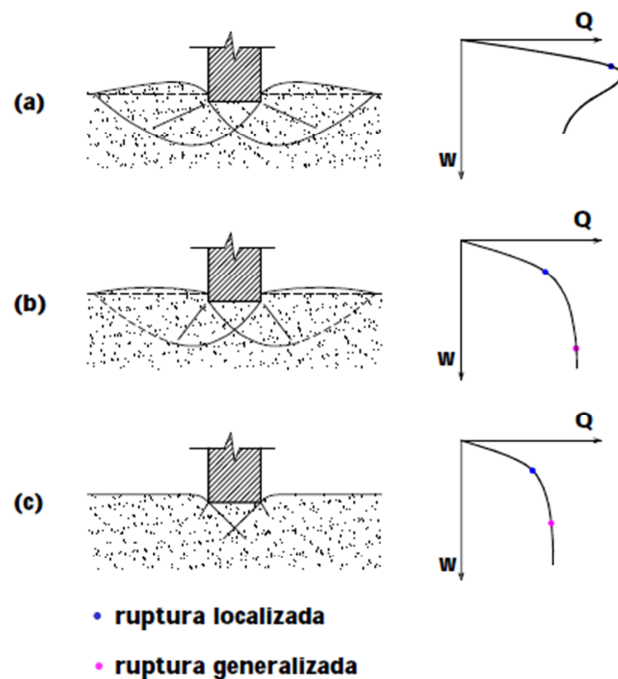 Q
(a)
W
Q
(b)
W
Q
(c)
W
• ruptura localizada
• ruptura generalizada